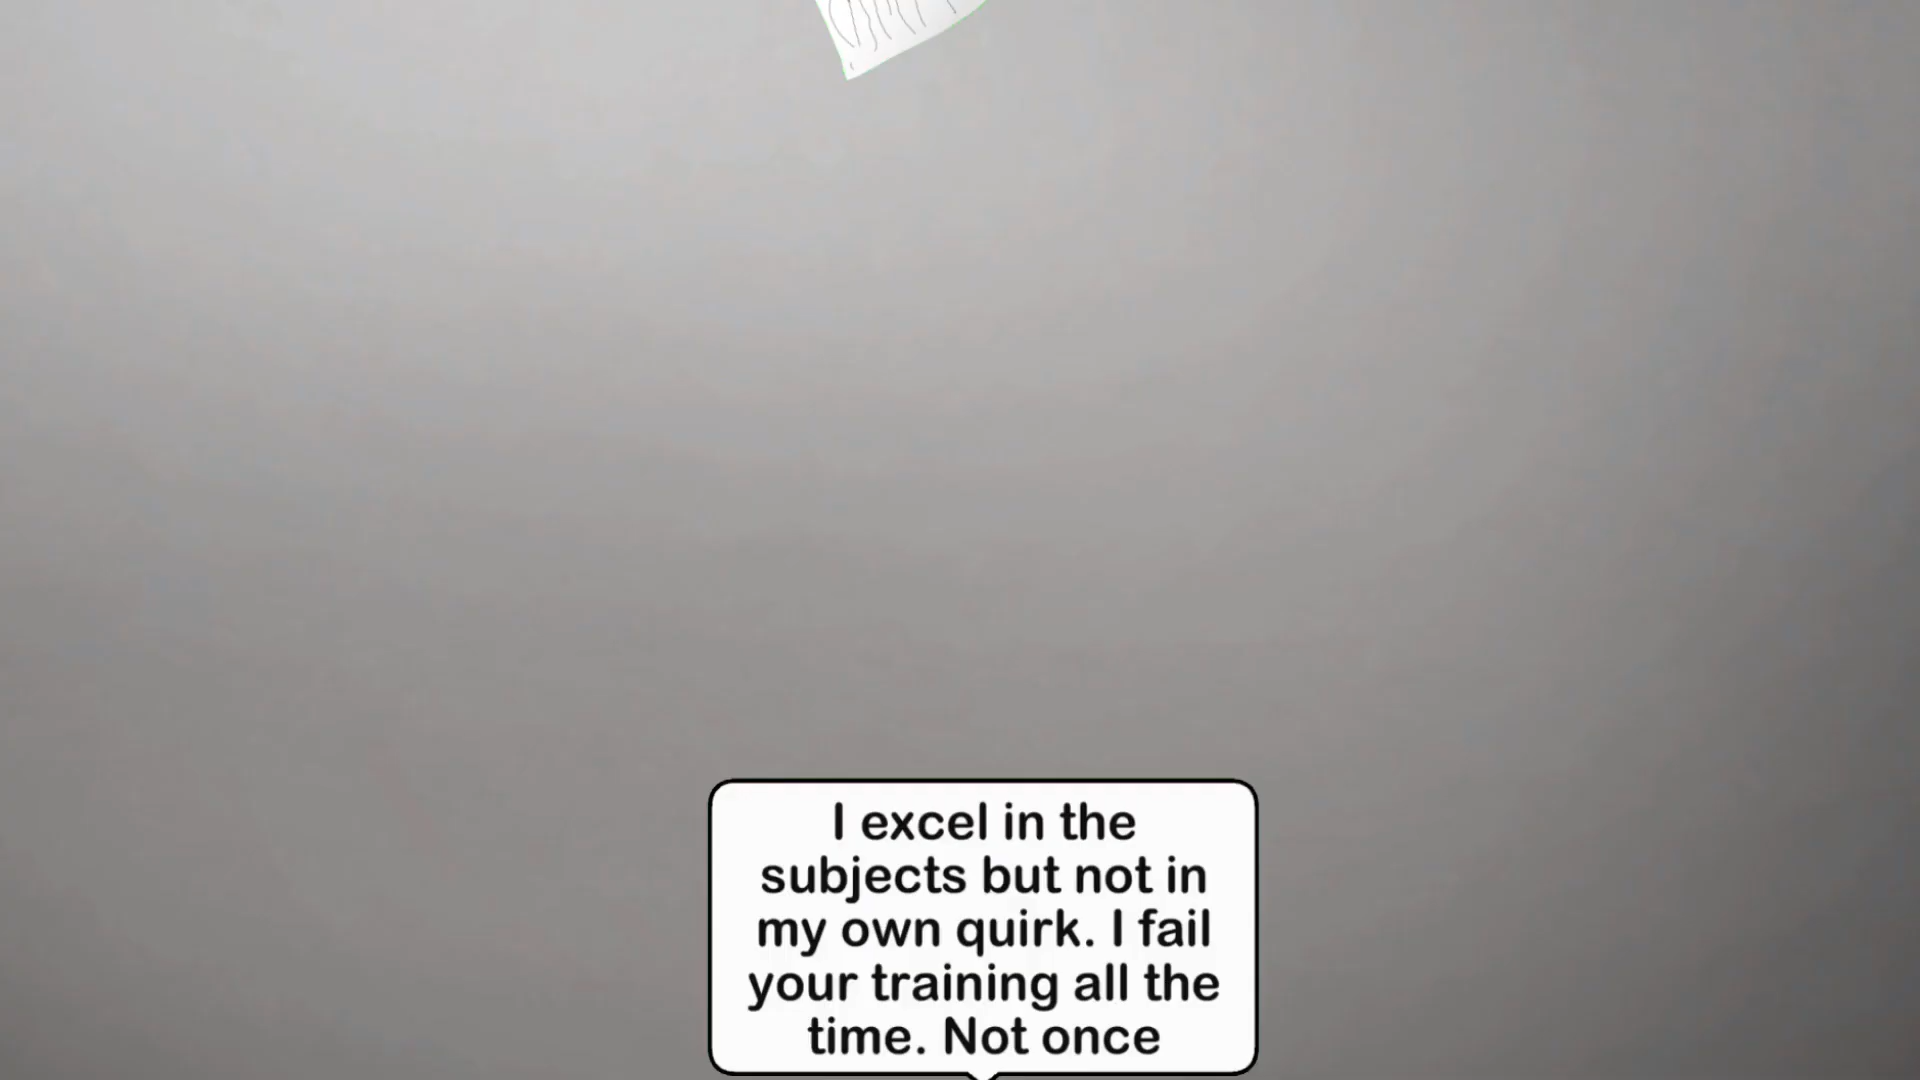 I excel in the
subjects but not in
my own quirk. I fail
your training all the
time. Not once